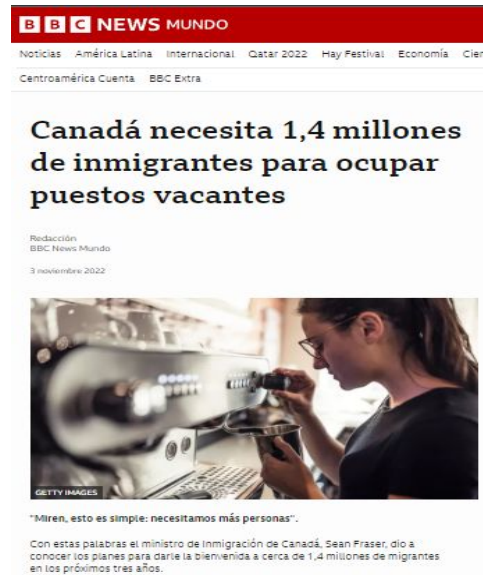 BBC NEWS MUNDO
Noticias América Latina Internacional Qatar 2022 Hay Festival Economía
Centroamérica Cuenta BBC Extra
Canadá necesita 1,4 millones
de inmigrantes para ocupar
puestos vacantes
Redacción
BBC News Mundo
3 noviembre 2022
GETTY IMAGES
"Miren, esto es simple: necesitamos más personas".
Con estas palabras el ministro de Inmigración de Canadá, Sean Fraser, dio a
conocer los planes para darle la bienvenida a cerca de 1,4 millones de migrantes
en los próximos tres años.